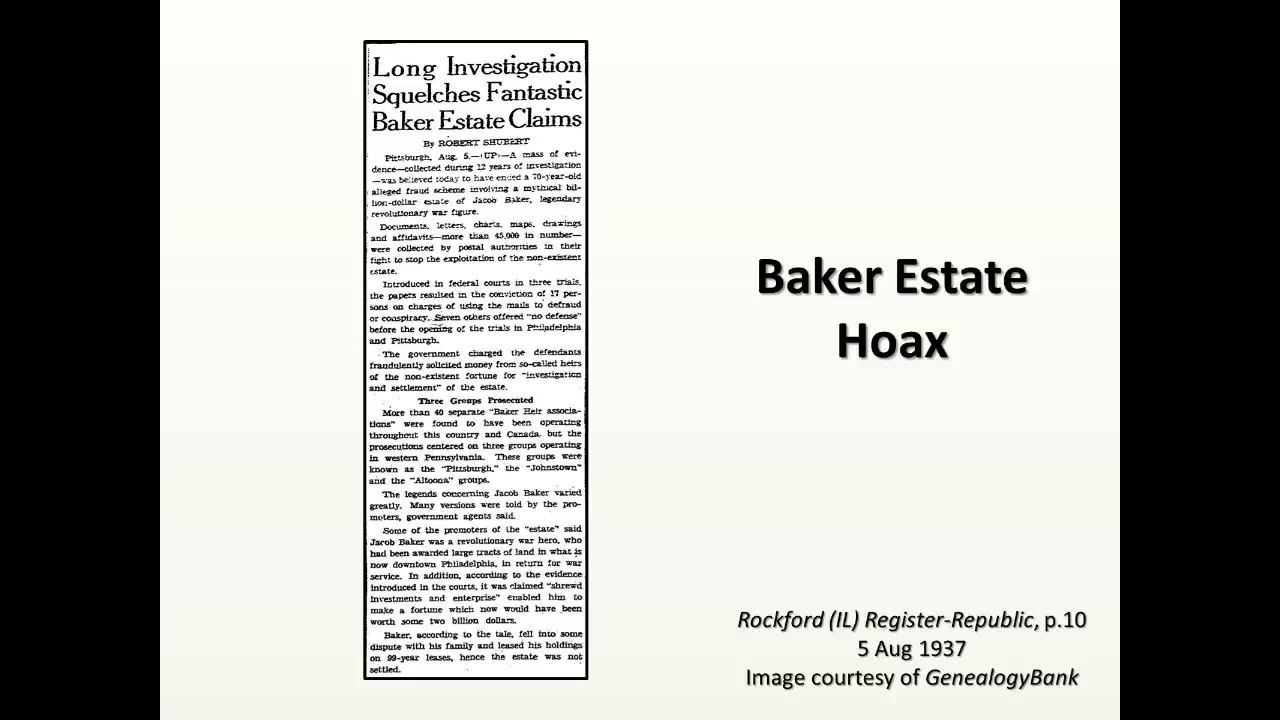 Long Investigation
Squelches Fantastic
Baker Estate Claims
By ROBERT SHUBERT
Pittsburgh, Aug. 5.—(UP)—A mass of evi-
dence—collected during 12 years of investigation
—was believed today to have ended a 70-year-old
alleged fraud scheme involving a mythical bil-
lion-dollar estate of Jacob Baker, legendary
revolutionary war figure.
Documents, letters, charts, maps, drawings
and affidavits—more than 45,000 in number—
were collected by postal authorities in their
fight to stop the exploitation of the non-existent
estate.
Introduced in federal courts in three trials,
the papers resulted in the conviction of 17 per-
sons on charges of using the mails to defraud
or conspiracy. Seven others offered "no defense"
before the opening of the trials in Philadelphia
and Pittsburgh.
The government charged the defendants
fraudulently solicited money from so-called heirs
of the non-existent fortune for "investigation
and settlement" of the estate.
Three Groups Prosecuted
More than 40 separate "Baker Heir associa-
tions" were found to have been operating
throughout this country and Canada, but the
prosecutions centered on three groups operating
in western Pennsylvania. These groups were
known as the "Pittsburgh," the "Johnstown"
and the "Altoona" groups.
The legends concerning Jacob Baker varied
greatly. Many versions were told by the pro-
moters, government agents said.
Some of the promoters of the "estate" said
Jacob Baker was a revolutionary war hero, who
had been awarded large tracts of land in what is
now downtown Philadelphia, in return for war
service. In addition, according to the evidence
introduced in the courts, it was claimed "shrewd
investments and enterprise" enabled him to
make a fortune which now would have been
worth some two billion dollars.
Baker, according to the tale, fell into some
dispute with his family and leased his holdings
on 99-year leases, hence the estate was not
settled.
Baker Estate
Hoax
Rockford (IL) Register-Republic, p.10
5 Aug 1937
Image courtesy of GenealogyBank